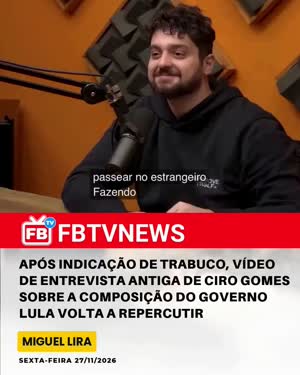 passear no estrangeiro
Fazendo
FB
TV
FBTVNEWS
APÓS INDICAÇÃO DE TRABUCO, VÍDEO
DE ENTREVISTA ANTIGA DE CIRO GOMES
SOBRE A COMPOSIÇÃO DO GOVERNO
LULA VOLTA A REPERCUTIR
MIGUEL LIRA
SEXTA-FEIRA 27/11/2026